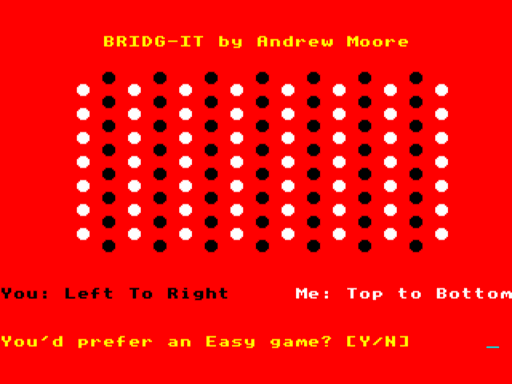 BRIDG-IT by Andrew Moore
You: Left To Right Me: Top to Bottom
You'd prefer an Easy game? [Y/N]